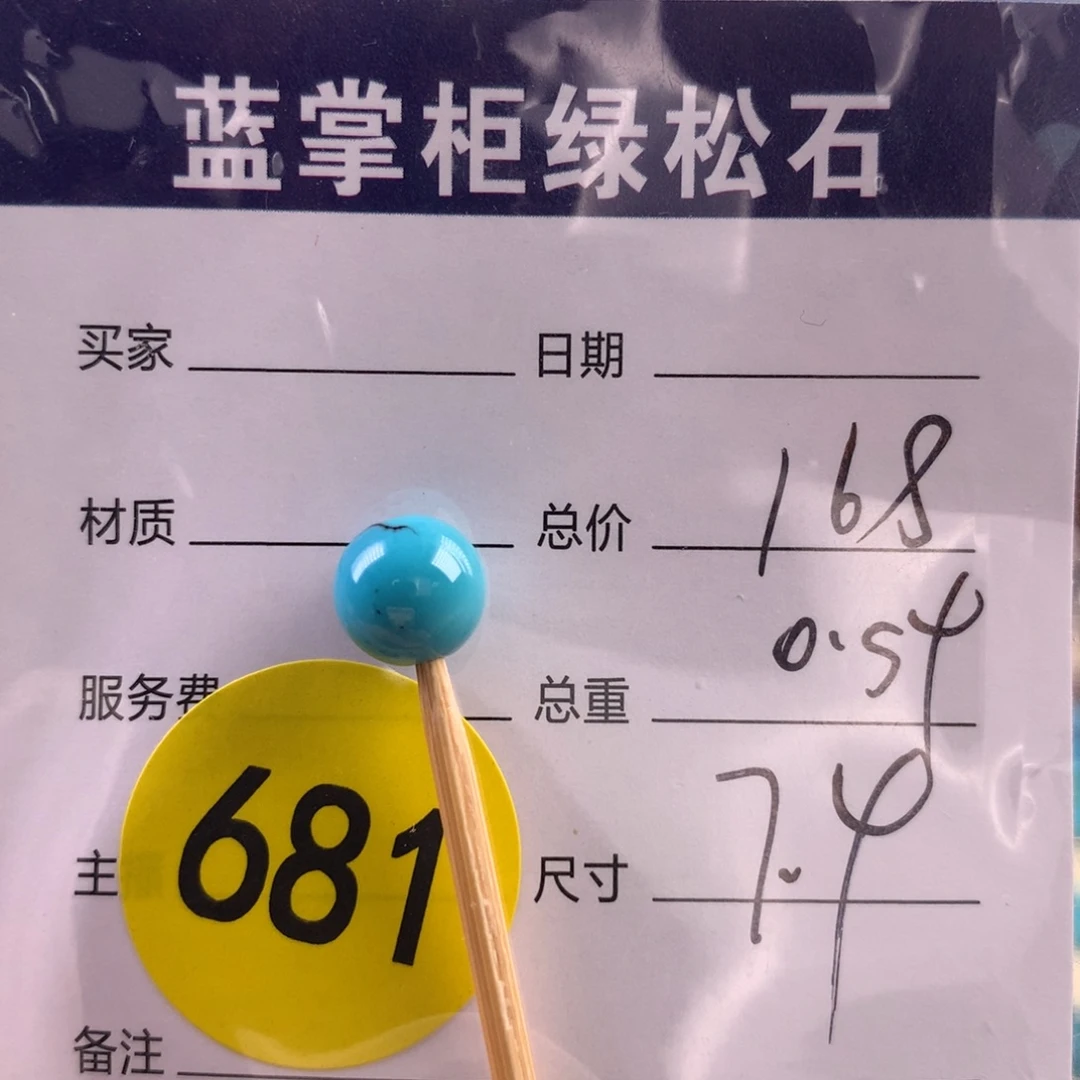 蓝掌柜绿松石
买家 日期
材质 总价 168
服务费 总重 0.54
主 681 尺寸 7.4
备注